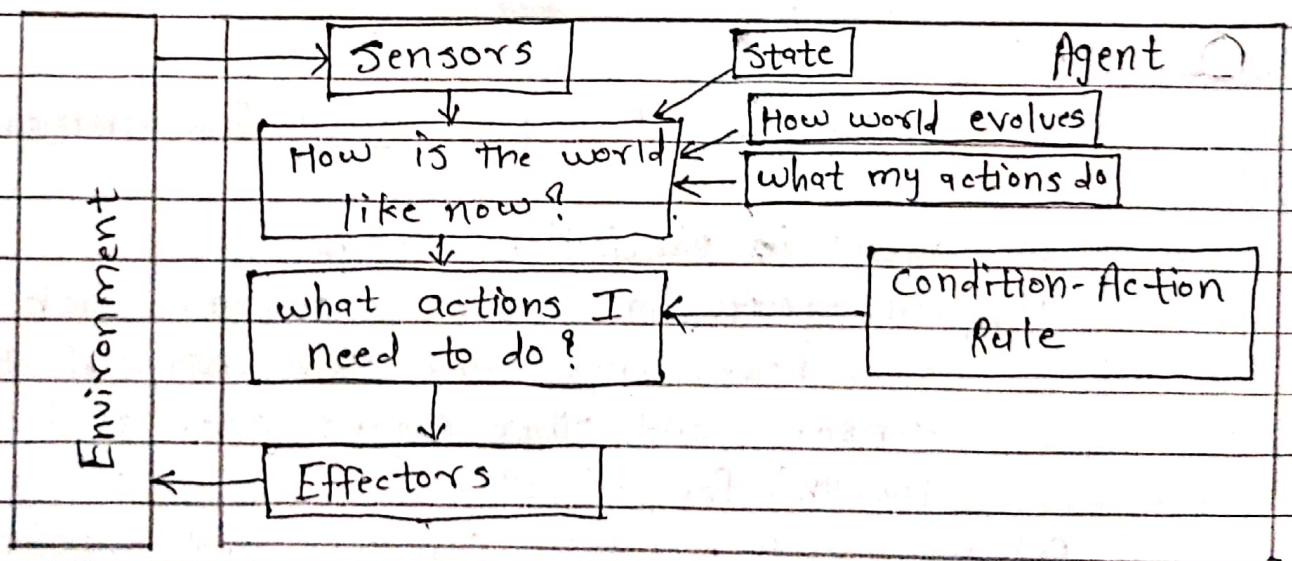 Sensors
State
Agent
How world evolves
How is the world
like now?
what my actions do
Environment
what actions I
need to do?
Condition-Action
Rule
Effectors